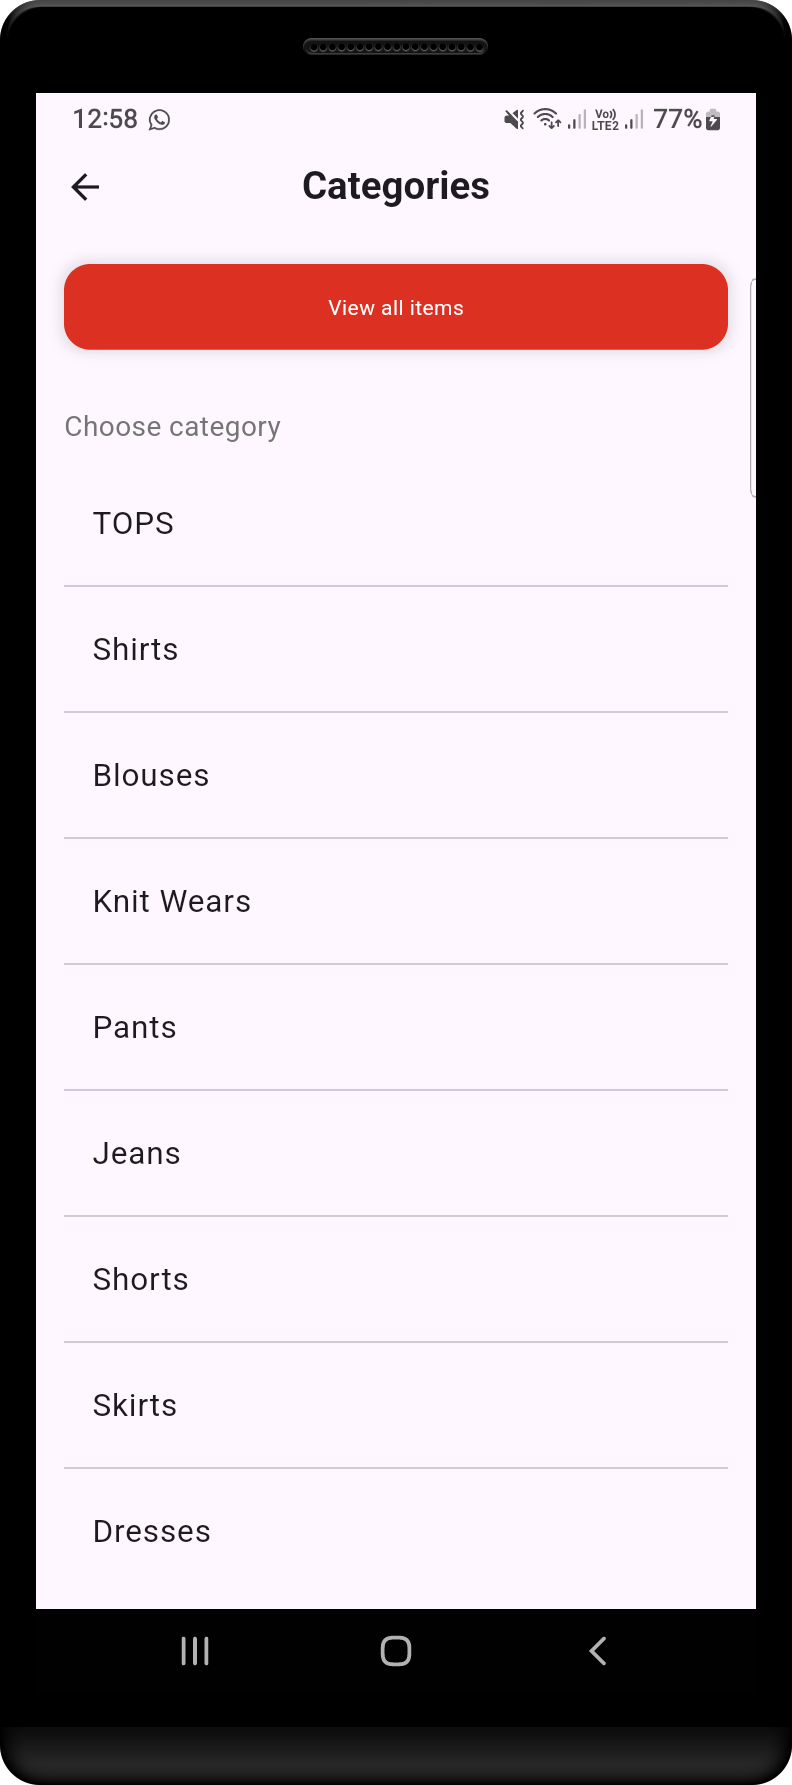 12:58
Vo)) LTE2 77%
Categories
View all items
Choose category
TOPS
Shirts
Blouses
Knit Wears
Pants
Jeans
Shorts
Skirts
Dresses